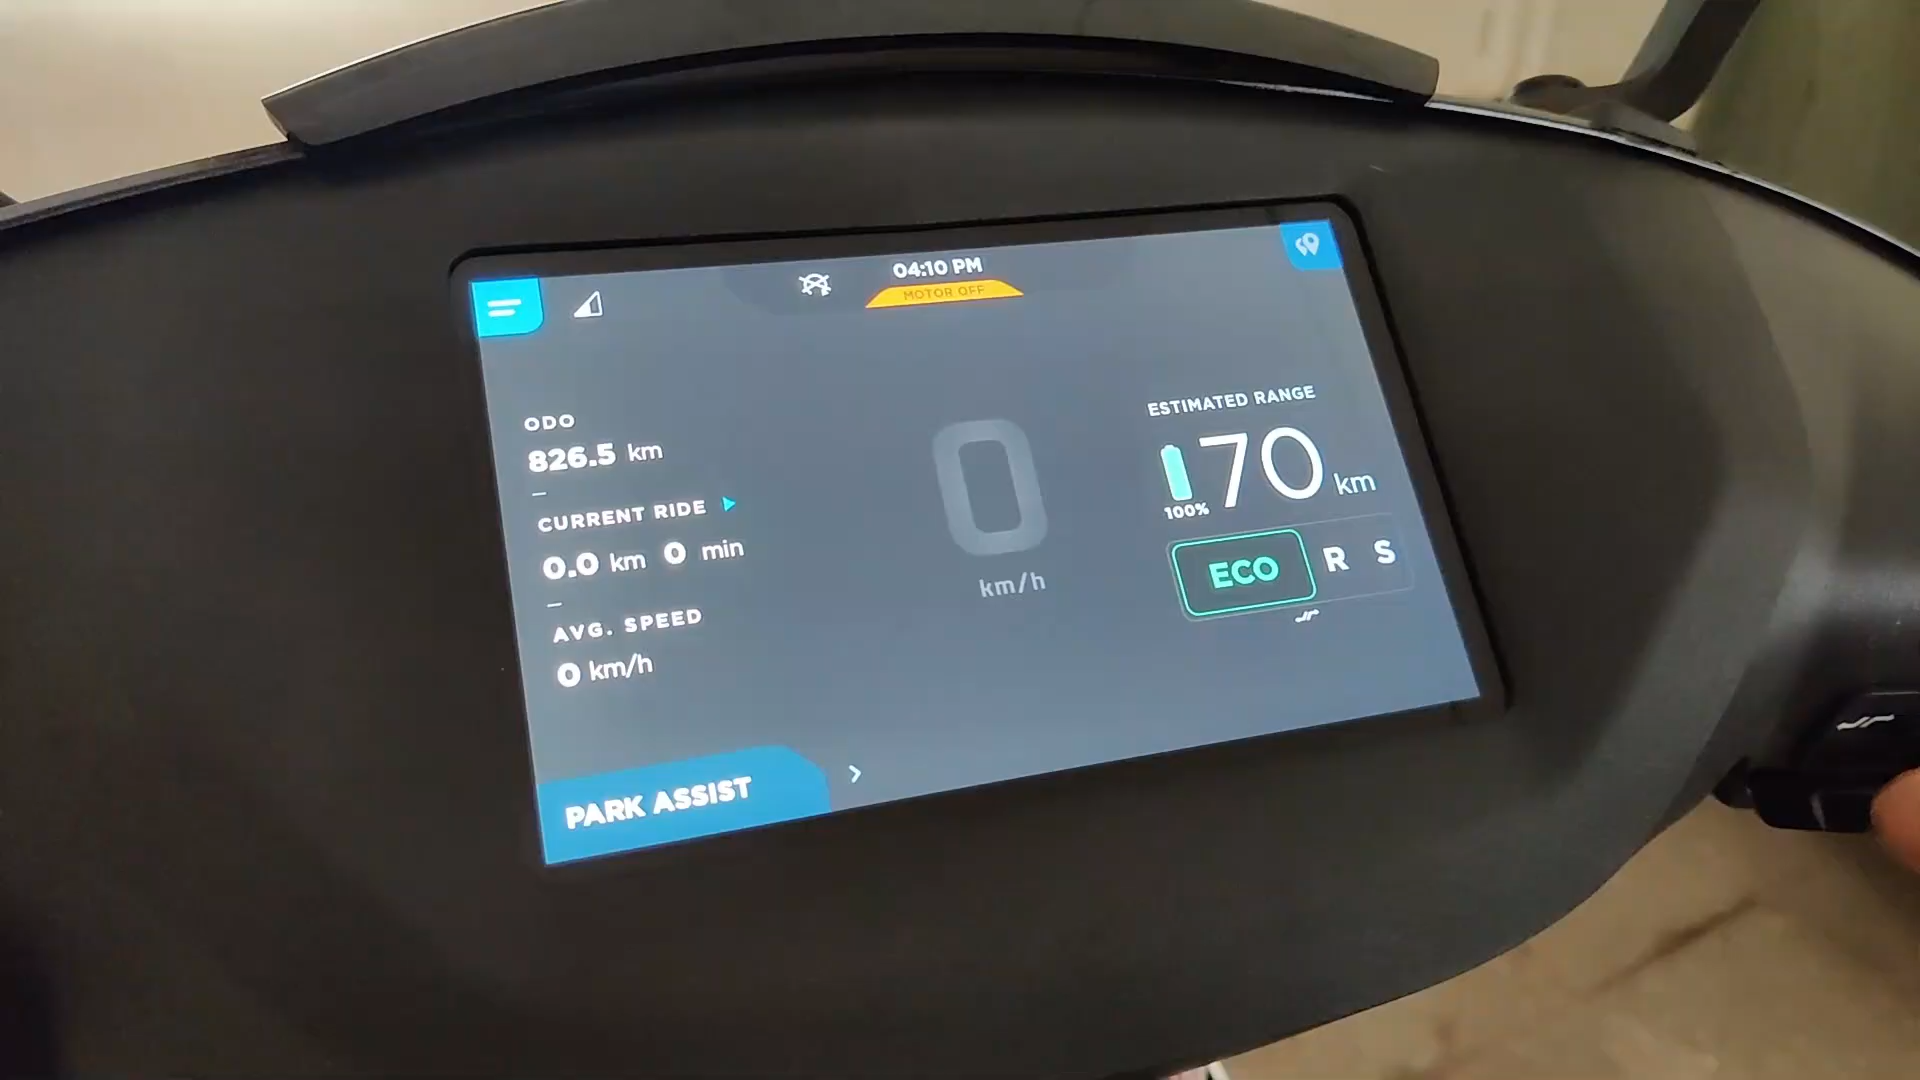 04:10 PM
MOTOR OFF
ODO
826.5 km
CURRENT RIDE
0.0 km 0 min
AVG. SPEED
0 km/h
0
km/h
ESTIMATED RANGE
100% 70 km
ECO R S
PARK ASSIST